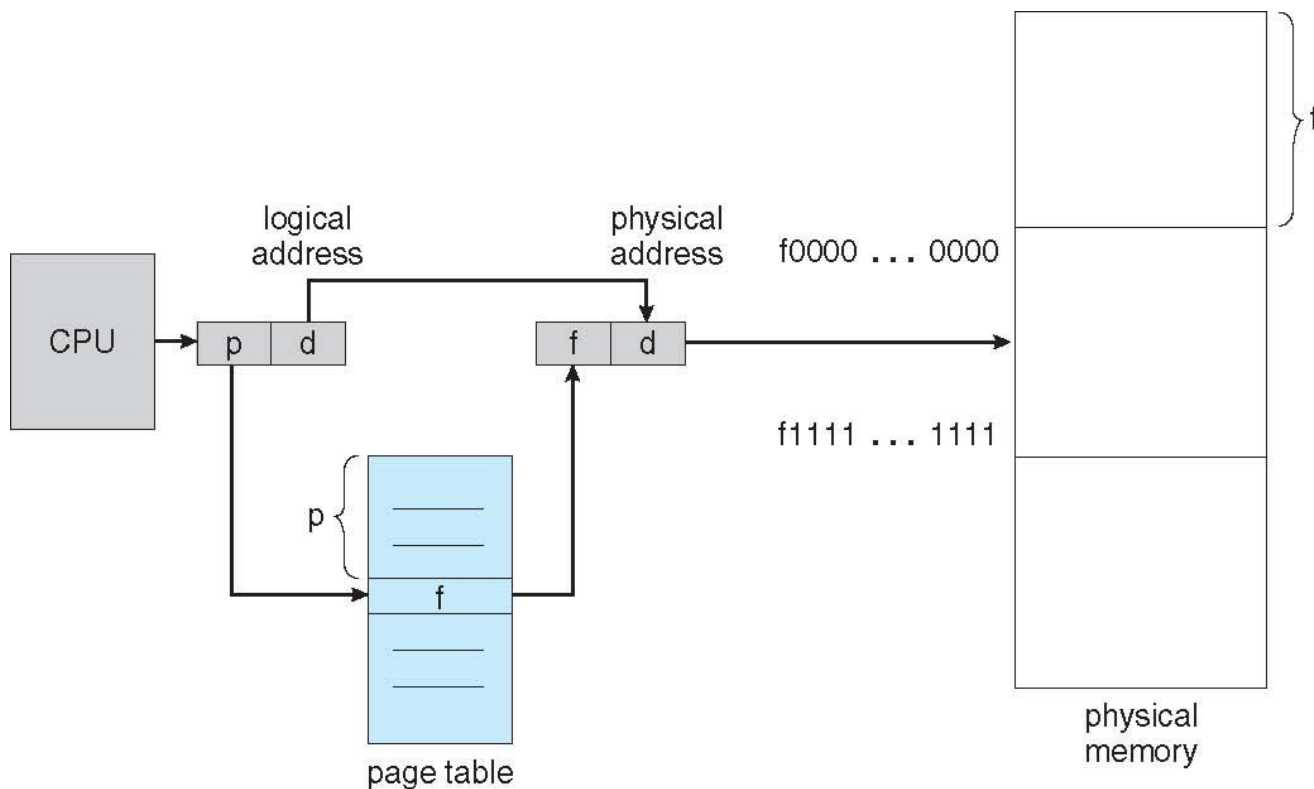 CPU
logical
address
p
d
physical
address
f
d
f0000 ... 0000
f1111 ... 1111
f
p
f
page table
physical
memory